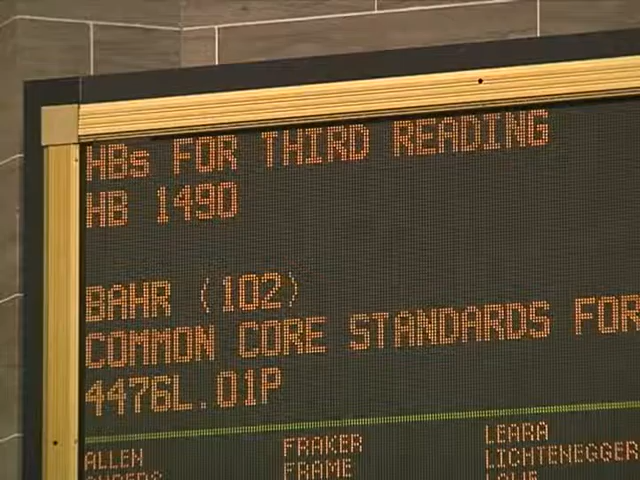 HBs FOR THIRD READING
HB 1490
BAHR (102)
COMMON CORE STANDARDS FOR
4476L.01P
ALLEN FRAKER LEARA
FRAME LICHTENEGGER